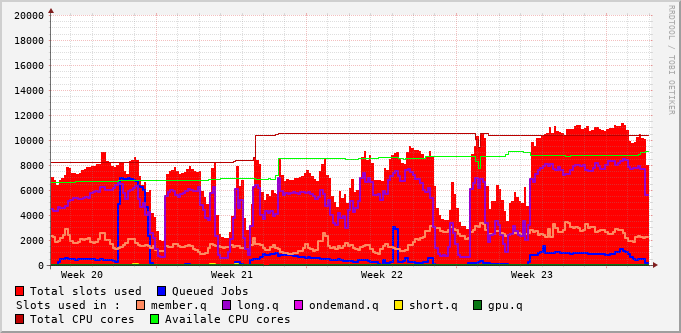 20000
18000
16000
14000
12000
10000
8000
6000
4000
2000
0
Week 20 Week 21 Week 22 Week 23
RRDTOOL / TOBI OETIKER
Total slots used Queued Jobs
Slots used in : member.q long.q ondemand.q short.q gpu.q
Total CPU cores Availale CPU cores